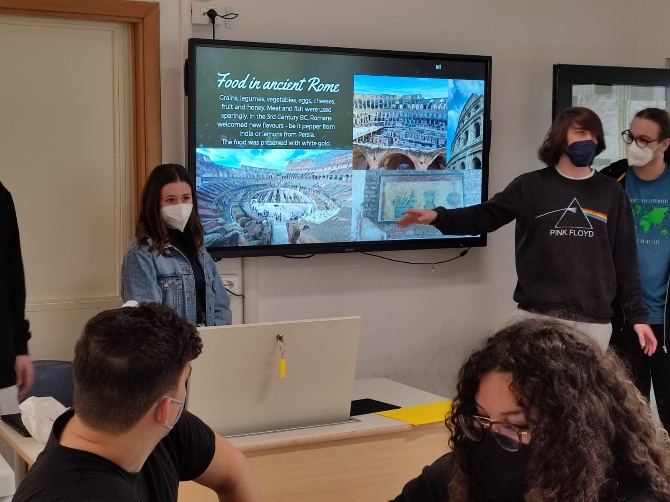 Food in ancient Rome
Grains, legumes, vegetables, eggs, cheeses,
fruit and honey. Meat and fish were used
sparingly. In the 3rd Century BC, Romans
welcomed new flavours - be it pepper from
India or lemons from Persia.
The food was preserved with white gold.
PINK FLOYD